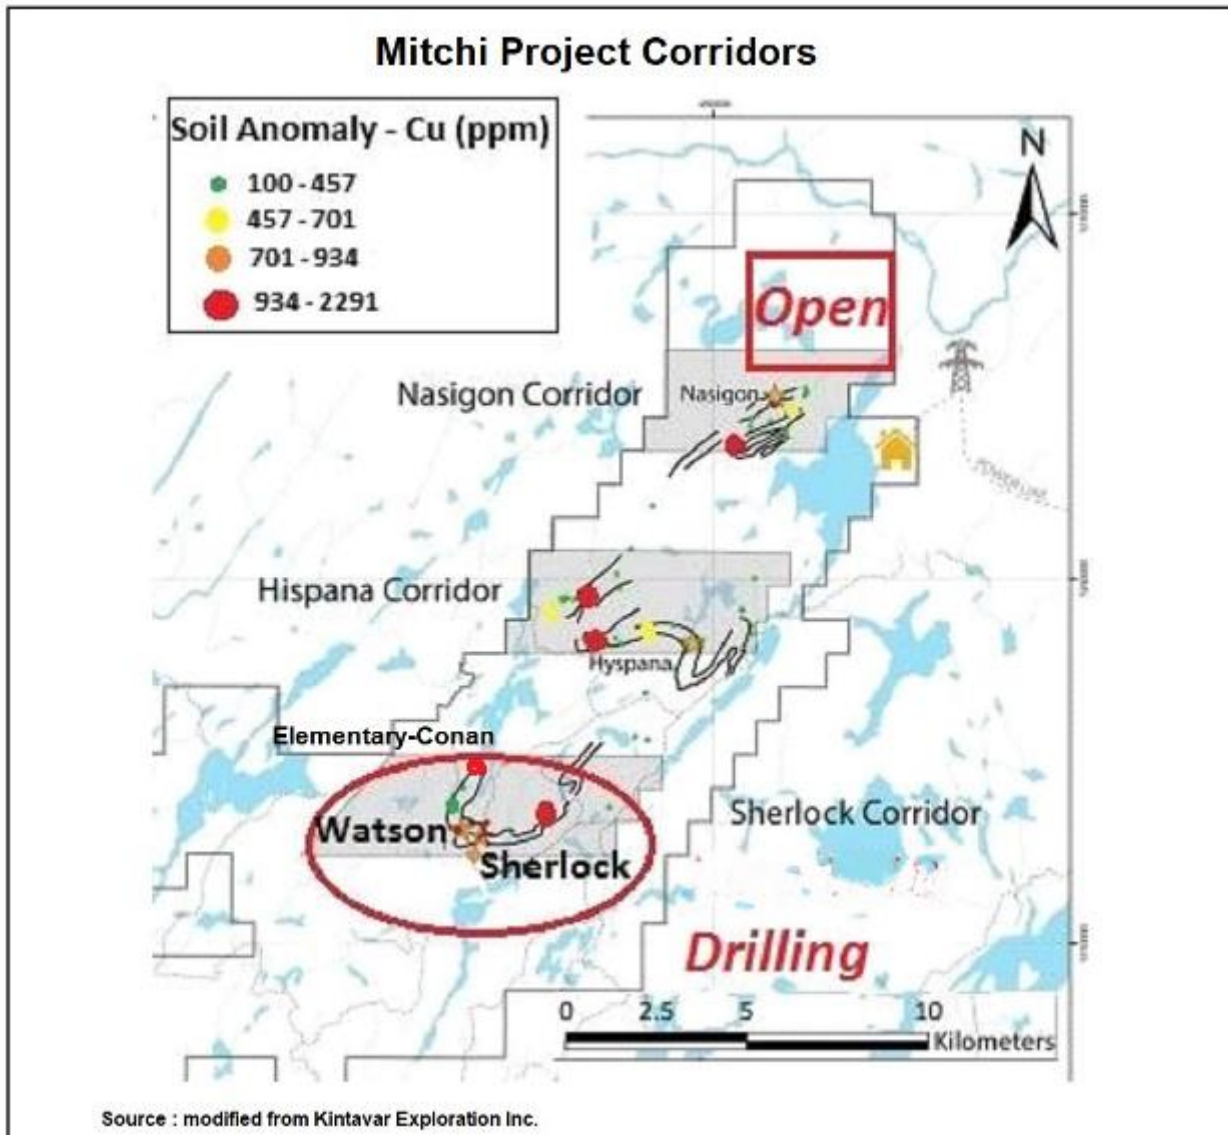 Mitchi Project Corridors
Soil Anomaly - Cu (ppm)
100 - 457
457 - 701
701 - 934
934 - 2291
N
Open
Nasigon Corridor
Nasigon
POWER LINE
Hispana Corridor
Hyspana
Elementary-Conan
Watson
Sherlock
Sherlock Corridor
Drilling
0 2.5 5 10
Kilometers
Source : modified from Kintavar Exploration Inc.